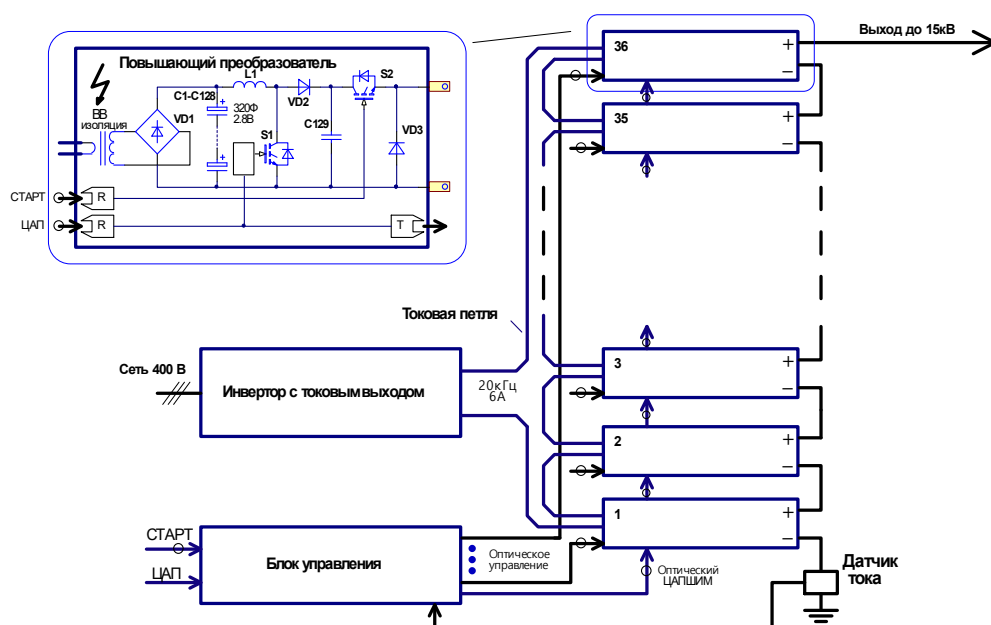 Выход до 15кВ
36
+
−
Повышающий преобразователь
L1
S2
C1-C128
VD2
ВВ
изоляция
VD1
320Ф
2.8В
+
S1
C129
VD3
+
35
+
−
СТАРТ
R
ЦАП
R
T
Токовая петля
Сеть 400 В
Инвертор с токовым выходом
20кГц
6А
3
+
−
2
+
−
1
+
−
СТАРТ
ЦАП
Блок управления
Оптическое
управление
Оптический
ЦАПШИМ
Датчик
тока